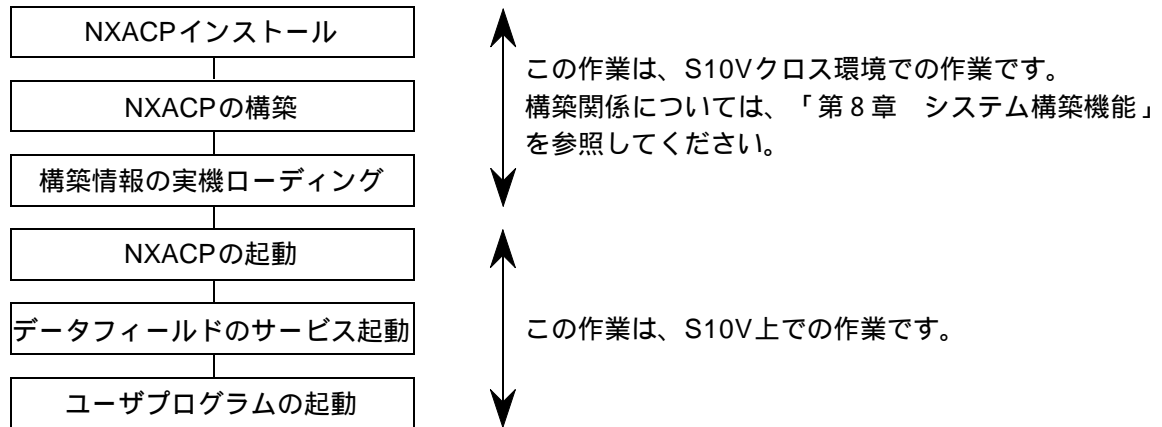 NXACPインストール
NXACPの構築
構築情報の実機ローディング
この作業は、S10Vクロス環境での作業です。
構築関係については、「第８章　システム構築機能」
を参照してください。
NXACPの起動
データフィールドのサービス起動
ユーザプログラムの起動
この作業は、S10V上での作業です。